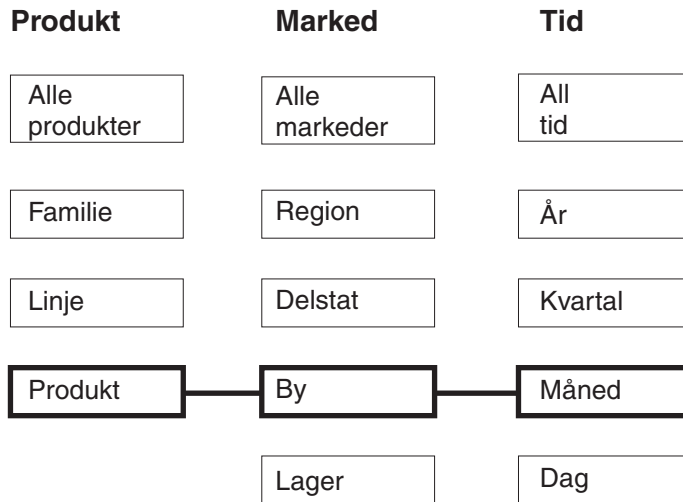 Produkt Marked Tid
Alle
produkter
Alle
markeder
All
tid
Familie Region År
Linje Delstat Kvartal
Produkt By Måned
Lager Dag